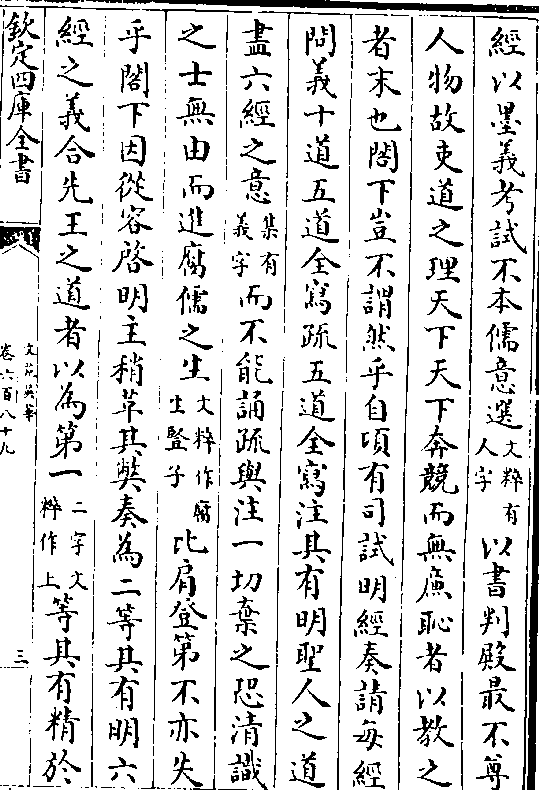 經以墨義考試不本儒意選文粹有人字以書判殿最不尊
人物故吏道之理天下天下奔競而無廉恥者以教之
者末也閤下豈不謂然乎自頃有司試明經奏請每經
問義十道五道全寫疏五道全寫注其有明聖人之道
盡六經之意集有義字而不能誦疏與注一切棄之恐清識
之士無由而進腐儒之生文粹作腐生豎子比肩登第不亦失
乎閤下因從容啓明主稍革其弊奏為二等其有明六
經之義合先王之道者以為第一二字文粹作上等其有精於
欽定四庫全書
文苑英華
卷六百八十九
三